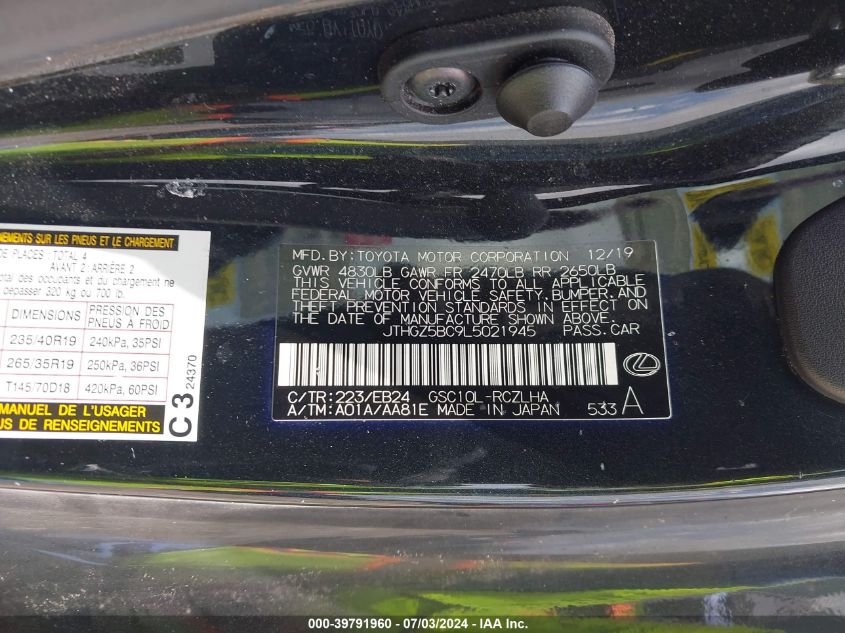 NEMENTS SUR LES PNEUS ET LE CHARGEMENT
DE PLACES: TOTAL 4
AVANT 2: ARRIÈRE 2
total des occupants et du chargement ne
dépasser 320 kg ou 700 lb.
DIMENSIONS PRESSION DES PNEUS A FROID
235/40R19 240kPa, 35PSI
265/35R19 250kPa, 36PSI
T145/70D18 420kPa, 60PSI
MANUEL DE L'USAGER
US DE RENSEIGNEMENTS
C3 24370
MFD. BY: TOYOTA MOTOR CORPORATION 12/19
GVWR 4830LB GAWR FR 2470LB RR 2650LB
THIS VEHICLE CONFORMS TO ALL APPLICABLE
FEDERAL MOTOR VEHICLE SAFETY, BUMPER, AND
THEFT PREVENTION STANDARDS IN EFFECT ON
THE DATE OF MANUFACTURE SHOWN ABOVE.
JTHGZ5BC9L5021945 PASS. CAR
C/TR: 223/EB24 GSC10L-RCZLHA
A/TM: A01A/AA81E MADE IN JAPAN 533 A
000-39791960 - 07/03/2024 - IAA Inc.